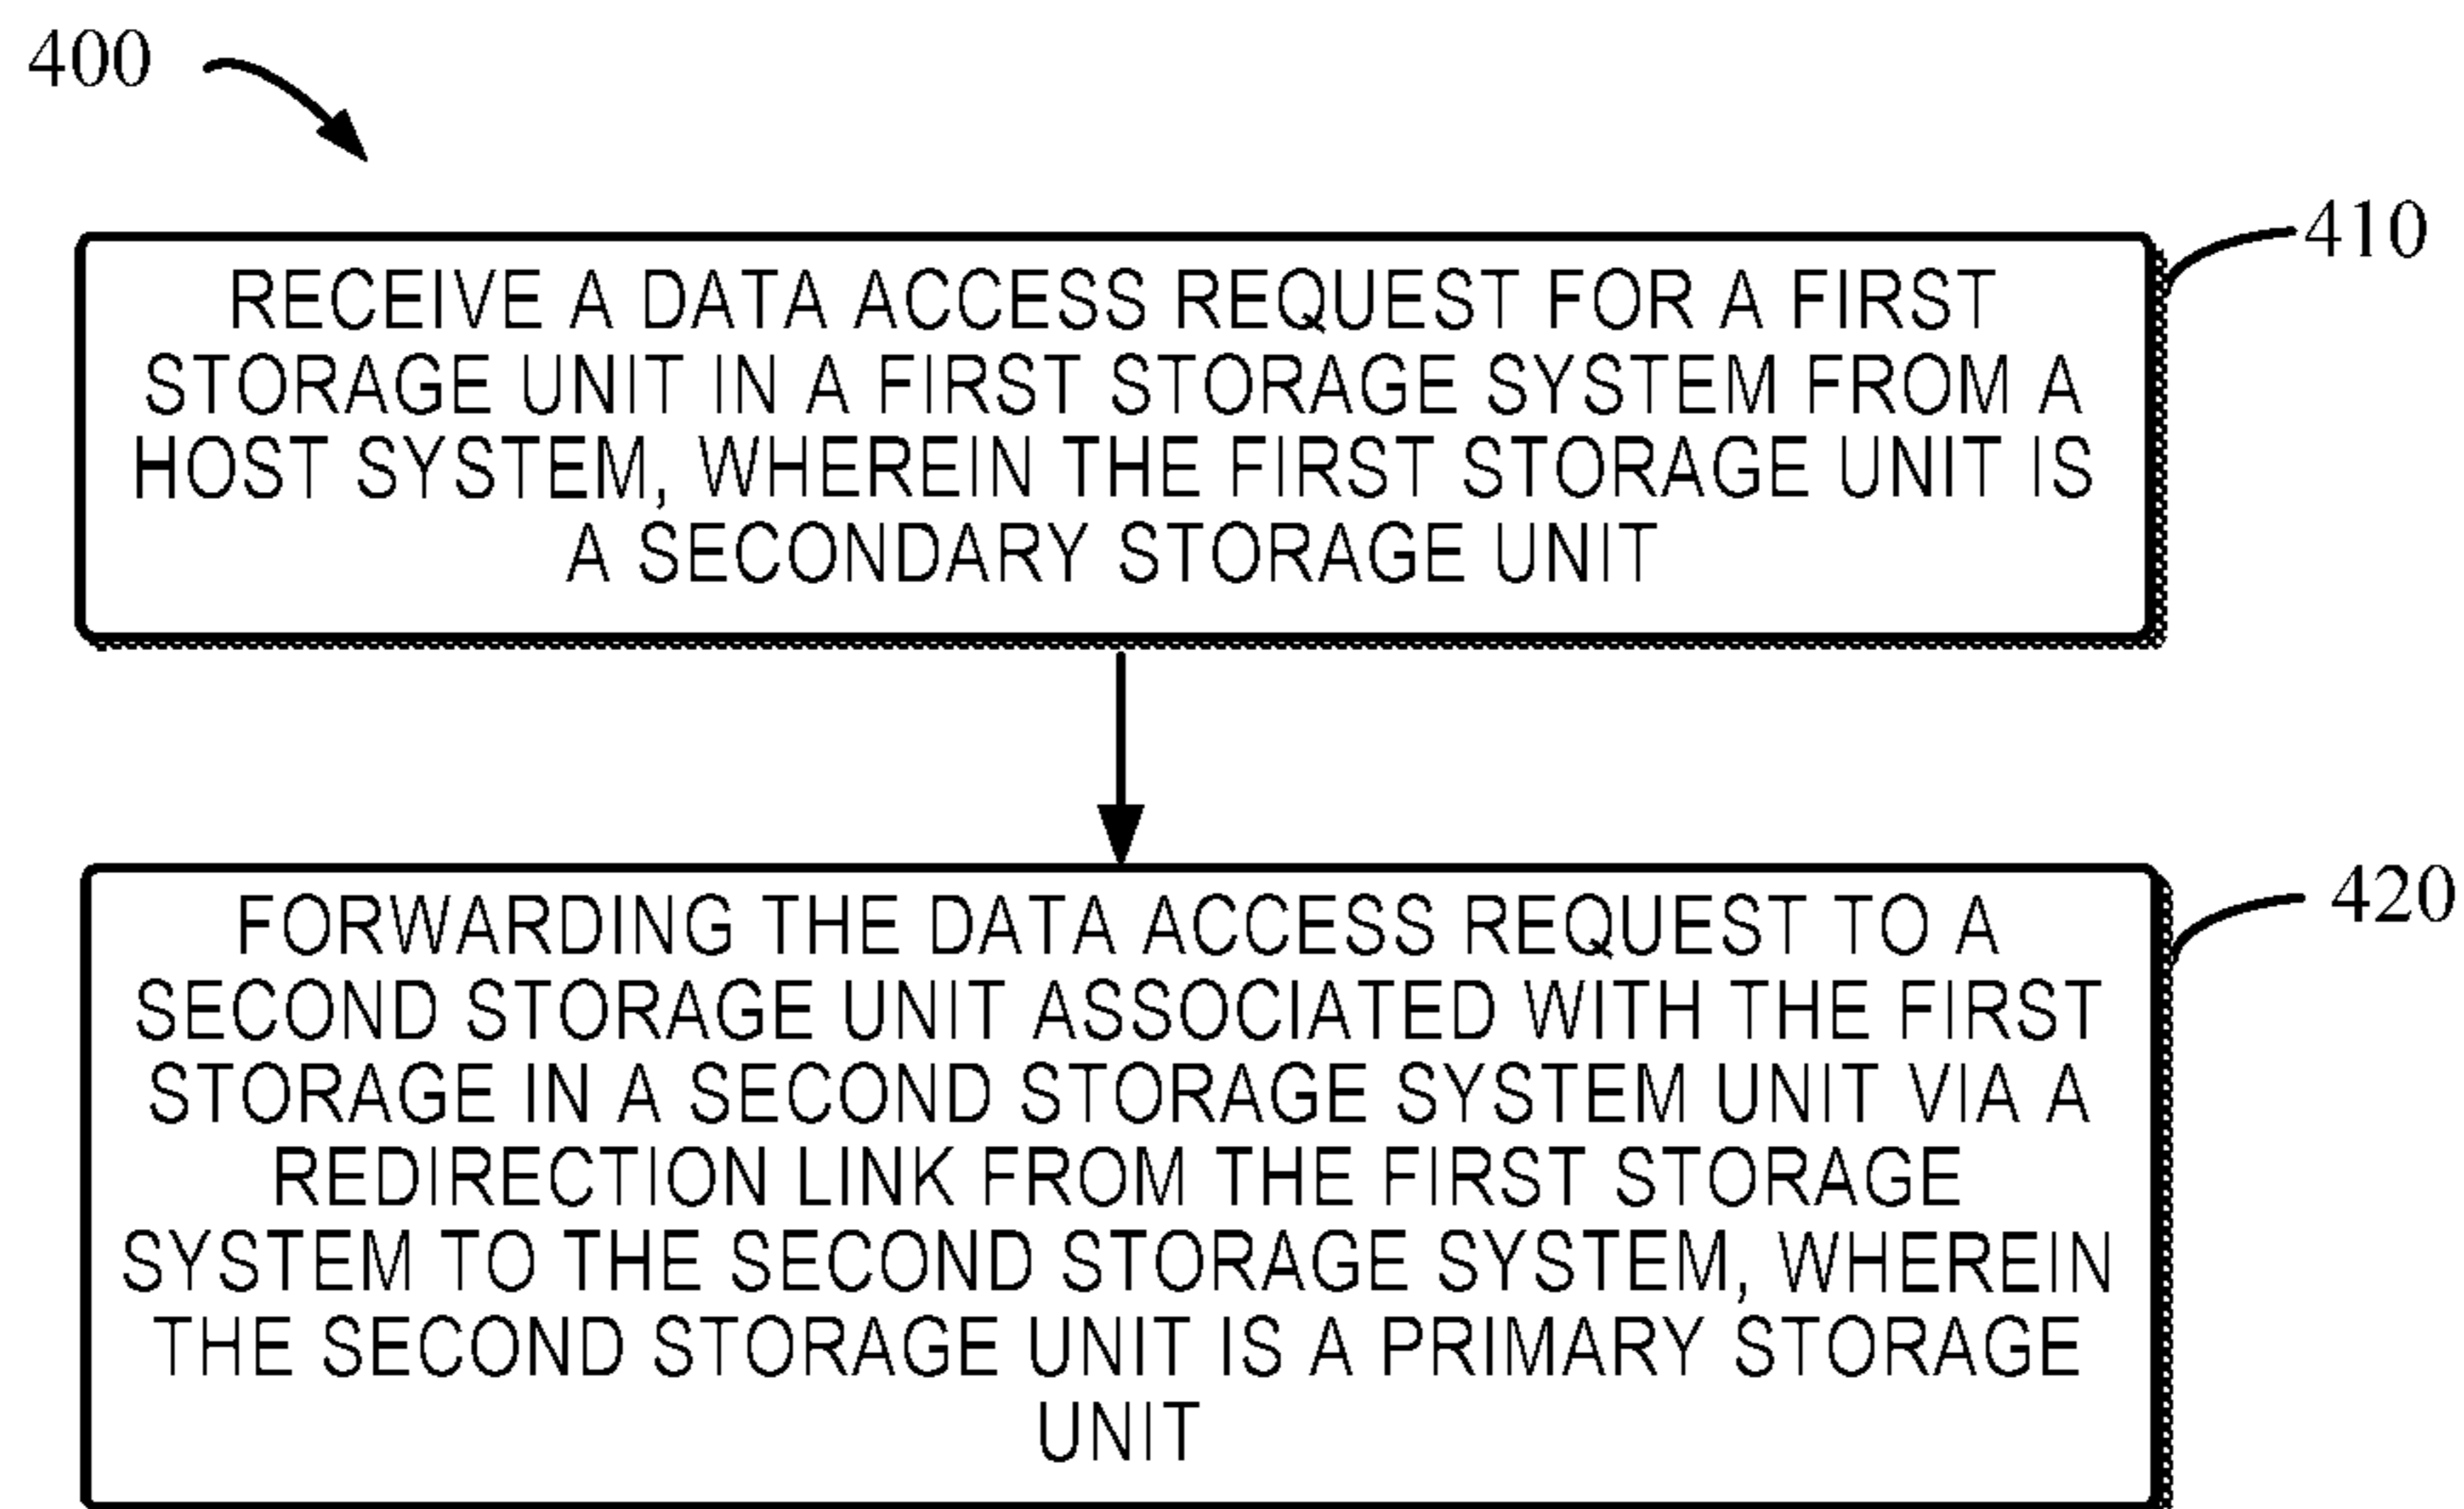 400
410
RECEIVE A DATA ACCESS REQUEST FOR A FIRST
STORAGE UNIT IN A FIRST STORAGE SYSTEM FROM A
HOST SYSTEM, WHEREIN THE FIRST STORAGE UNIT IS
A SECONDARY STORAGE UNIT
420
FORWARDING THE DATA ACCESS REQUEST TO A
SECOND STORAGE UNIT ASSOCIATED WITH THE FIRST
STORAGE IN A SECOND STORAGE SYSTEM UNIT VIA A
REDIRECTION LINK FROM THE FIRST STORAGE
SYSTEM TO THE SECOND STORAGE SYSTEM, WHEREIN
THE SECOND STORAGE UNIT IS A PRIMARY STORAGE
UNIT